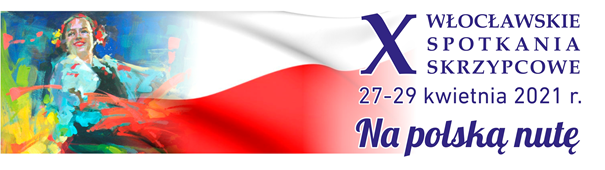 X WŁOCŁAWSKIE
SPOTKANIA
SKRZYPCOWE
27-29 kwietnia 2021 r.
Na polską nutę